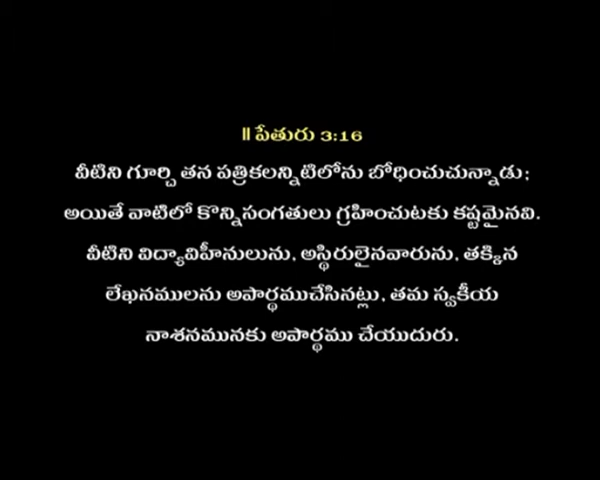 II పేతురు 3:16
వీటిని గూర్చి తన పత్రికలన్నిటిలోను బోధించుచున్నాడు;
అయితే వాటిలో కొన్నిసంగతులు గ్రహించుటకు కష్టమైనవి.
వీటిని విద్యావిహీనులును, అస్థిరులైనవారును, తక్కిన
లేఖనములను అపార్థముచేసినట్లు, తమ స్వకీయ
నాశనమునకు అపార్థము చేయుదురు.